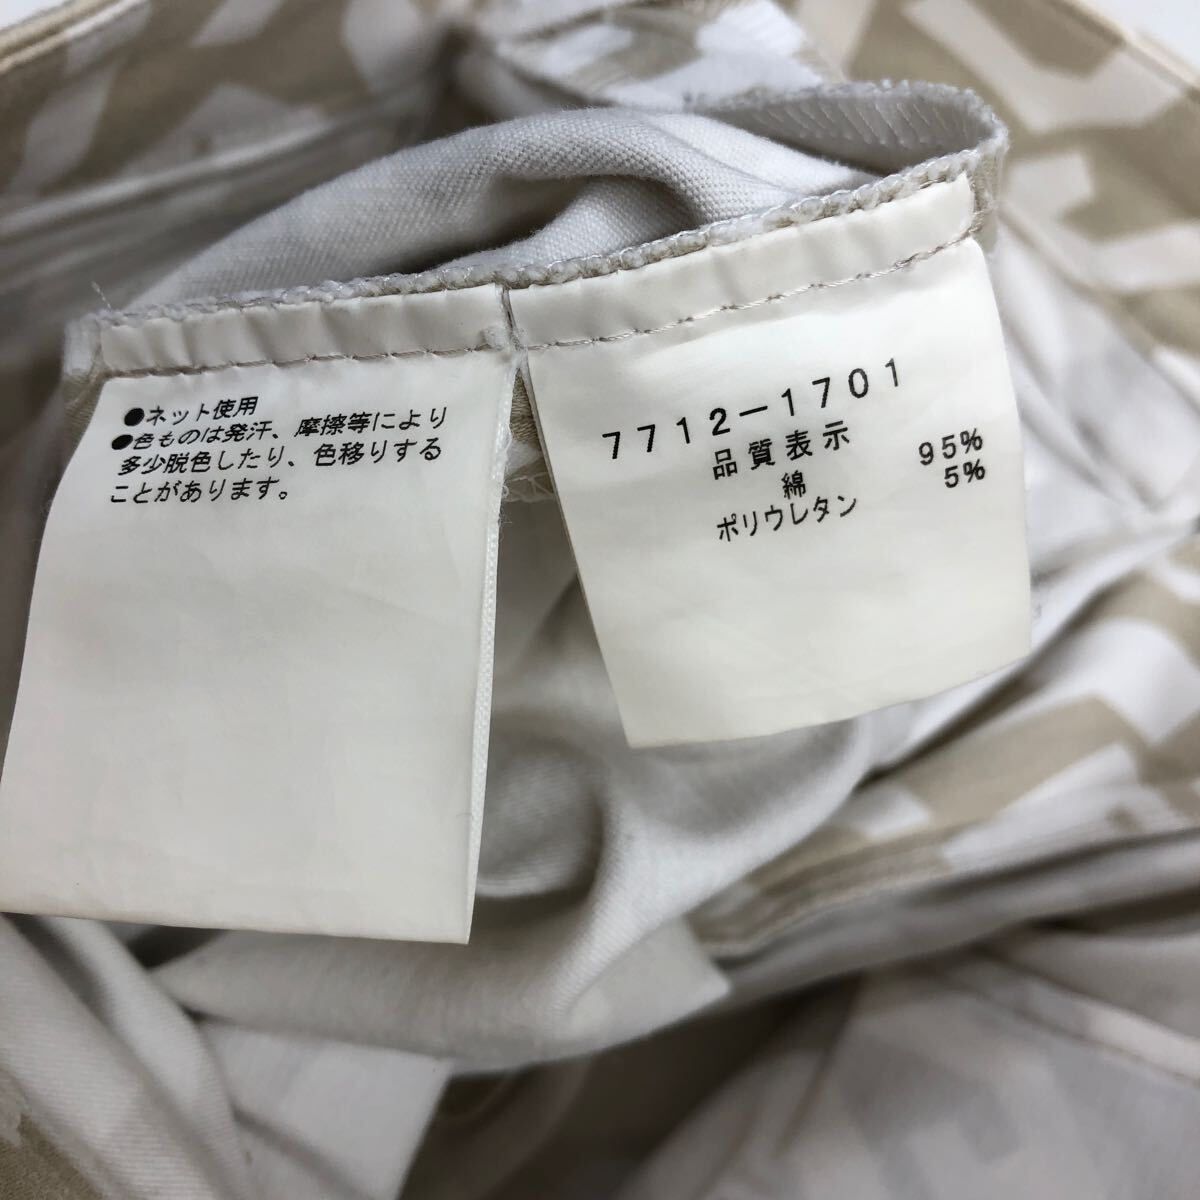 ●ネット使用
●色ものは発汗、摩擦等により
多少脱色したり、色移りする
ことがあります。
7712-1701
品質表示
綿 95%
ポリウレタン 5%